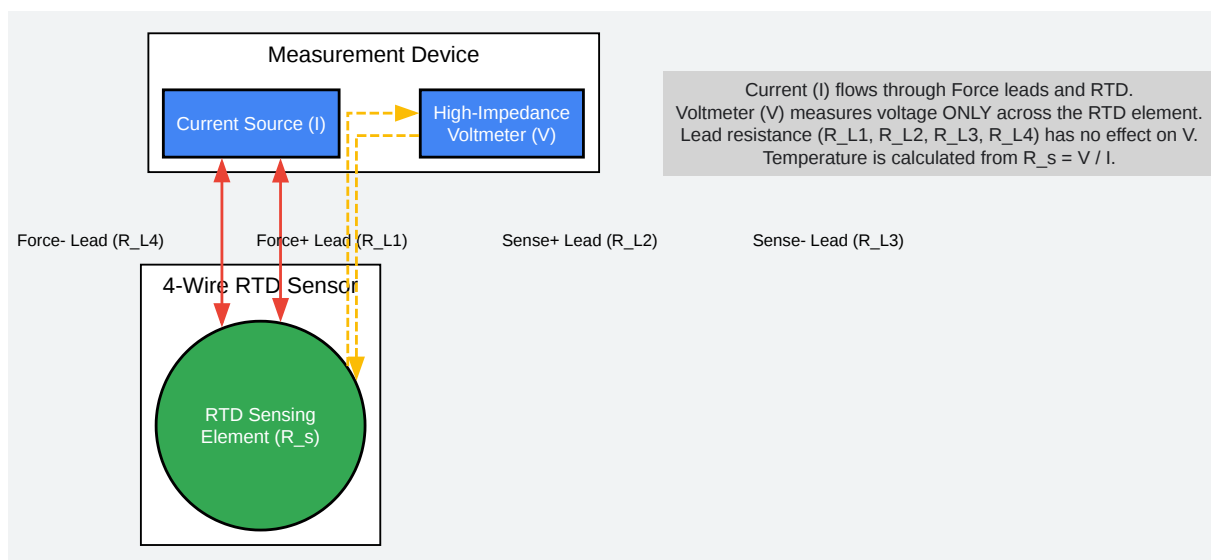 Measurement Device
Current Source (I)
High-Impedance
Voltmeter (V)
Current (I) flows through Force leads and RTD.
Voltmeter (V) measures voltage ONLY across the RTD element.
Lead resistance (R_L1, R_L2, R_L3, R_L4) has no effect on V.
Temperature is calculated from R_s = V / I.
Force- Lead (R_L4)
Force+ Lead (R_L1)
Sense+ Lead (R_L2)
Sense- Lead (R_L3)
4-Wire RTD Sensor
RTD Sensing
Element (R_s)